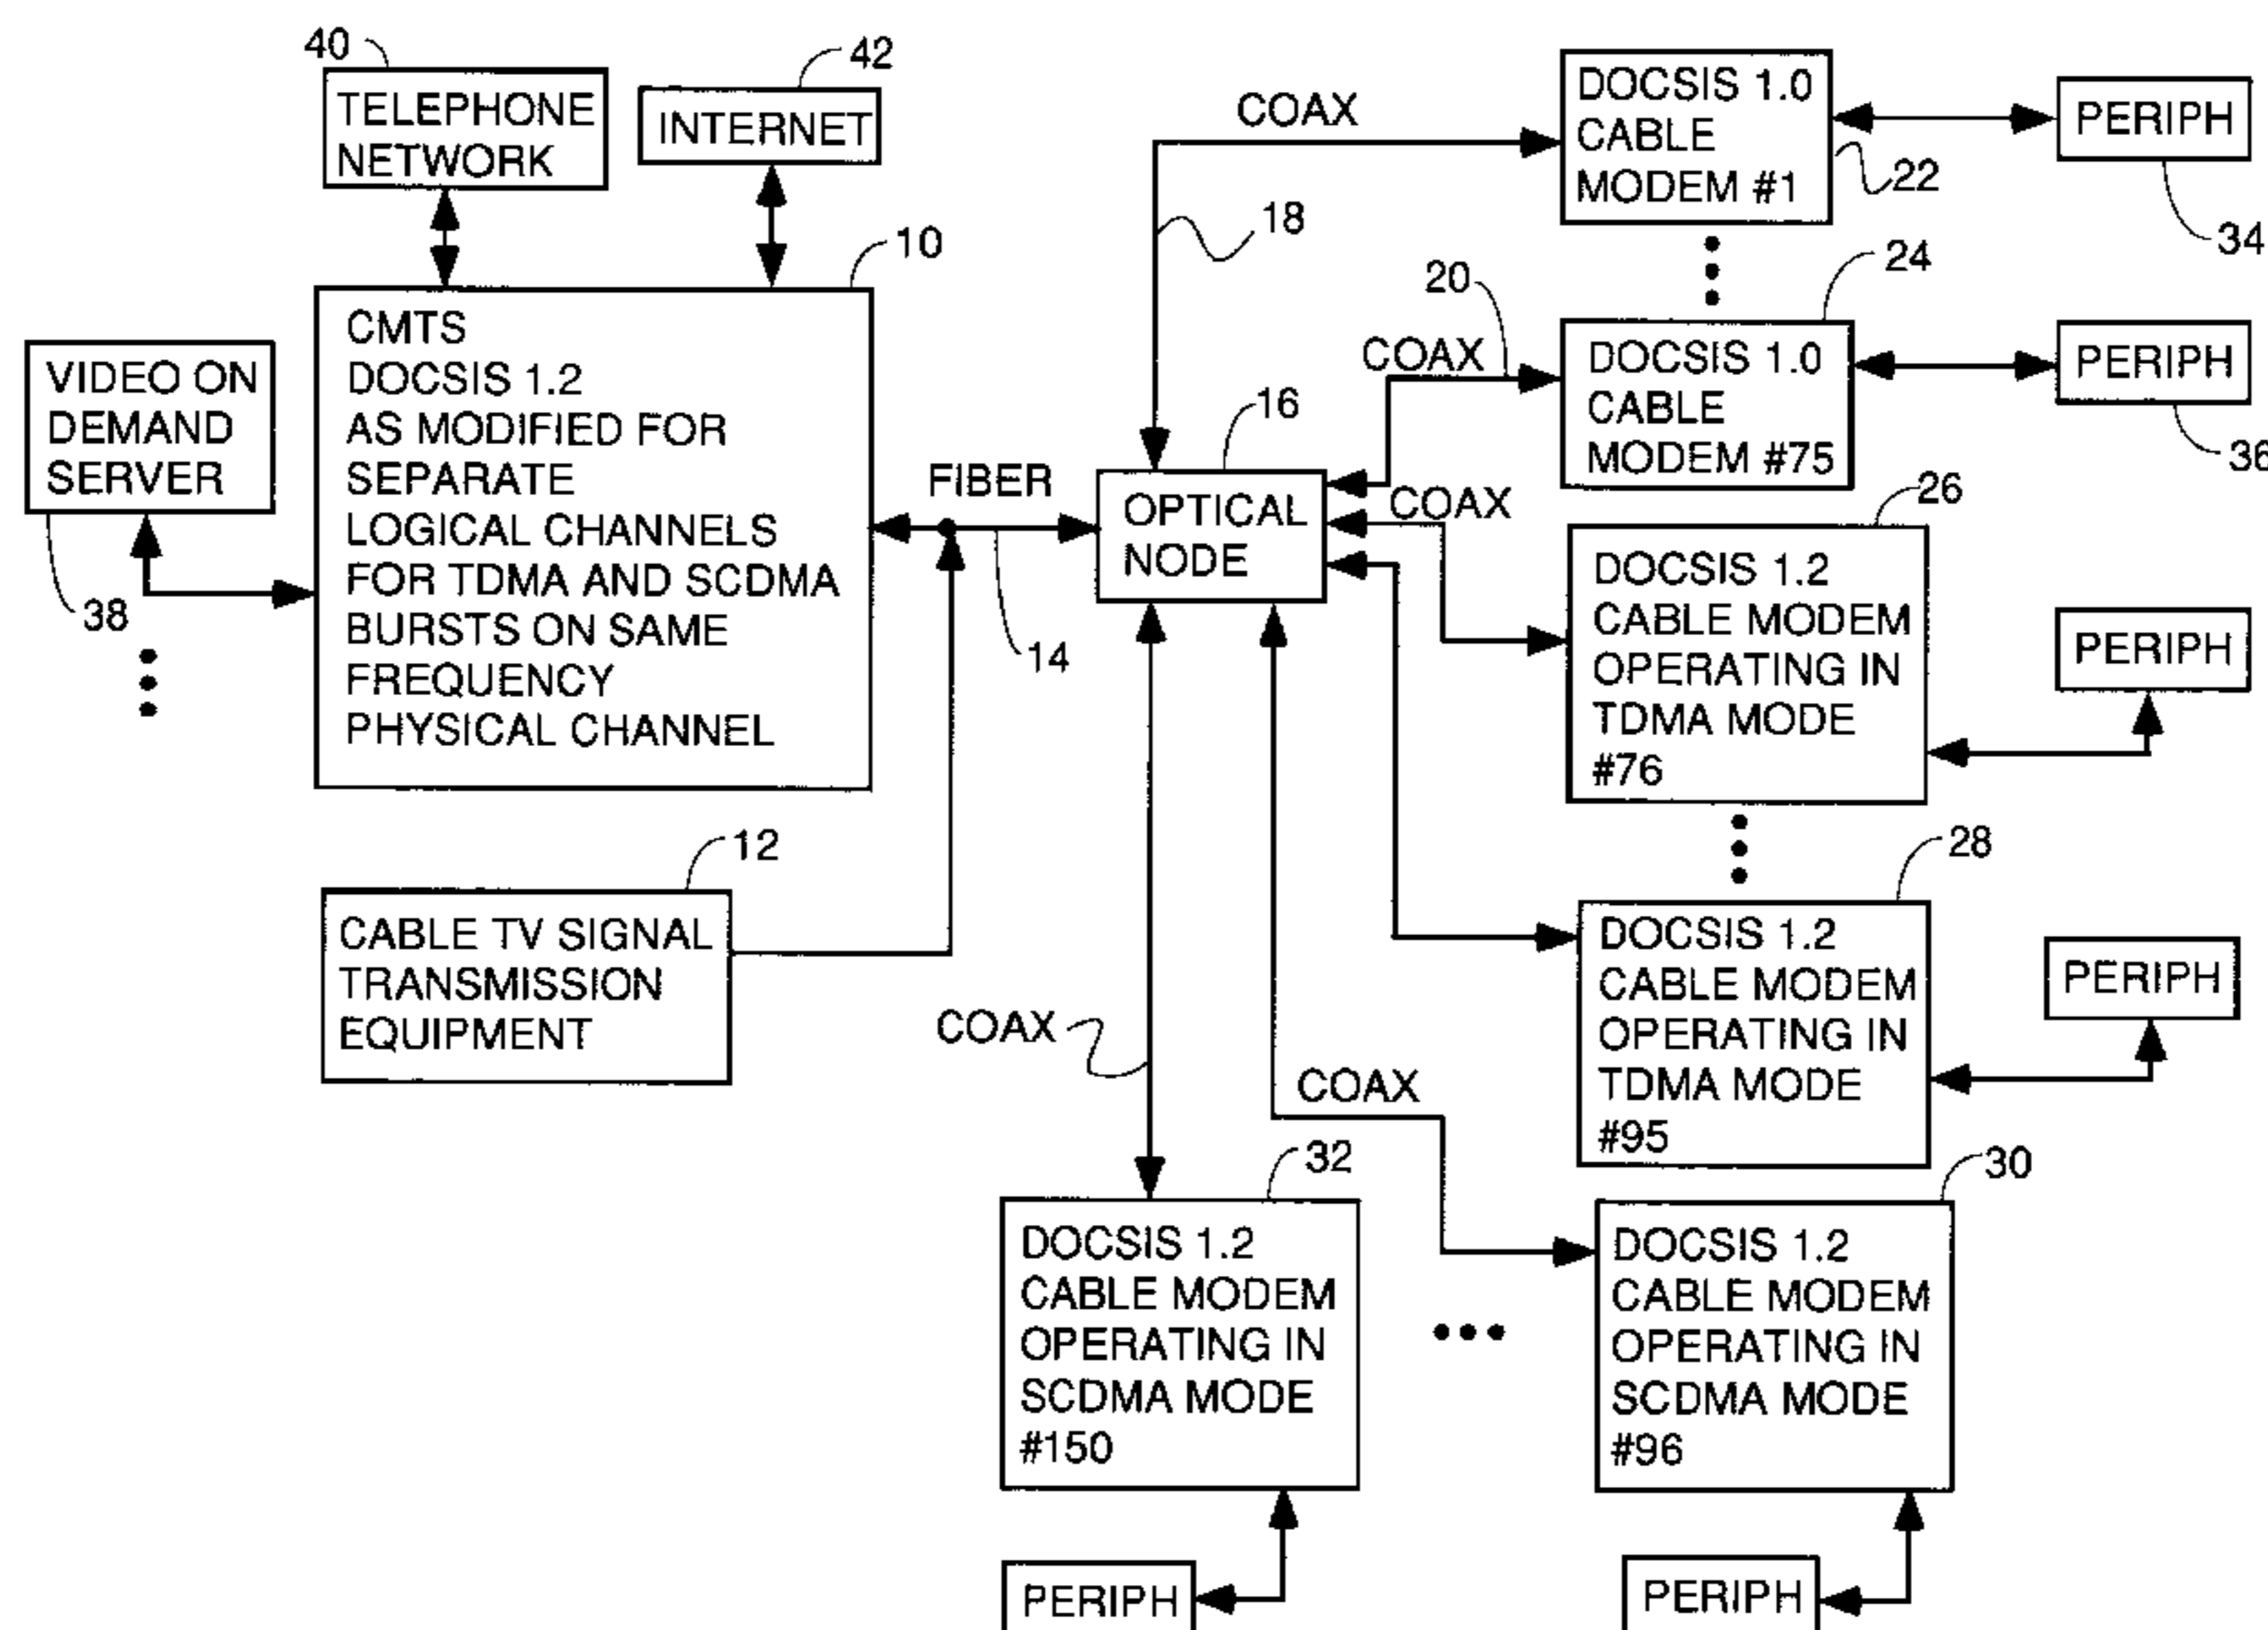 40
TELEPHONE
NETWORK
42
INTERNET
10
CMTS
DOCSIS 1.2
AS MODIFIED FOR
SEPARATE
LOGICAL CHANNELS
FOR TDMA AND SCDMA
BURSTS ON SAME
FREQUENCY
PHYSICAL CHANNEL
VIDEO ON
DEMAND
SERVER
38
12
CABLE TV SIGNAL
TRANSMISSION
EQUIPMENT
FIBER
14
16
OPTICAL
NODE
COAX
18
20
COAX
COAX
COAX
COAX
DOCSIS 1.0
CABLE
MODEM #1
22
PERIPH
34
24
DOCSIS 1.0
CABLE
MODEM #75
PERIPH
36
26
DOCSIS 1.2
CABLE MODEM
OPERATING IN
TDMA MODE
#76
PERIPH
28
DOCSIS 1.2
CABLE MODEM
OPERATING IN
TDMA MODE
#95
PERIPH
32
DOCSIS 1.2
CABLE MODEM
OPERATING IN
SCDMA MODE
#150
PERIPH
30
DOCSIS 1.2
CABLE MODEM
OPERATING IN
SCDMA MODE
#96
PERIPH